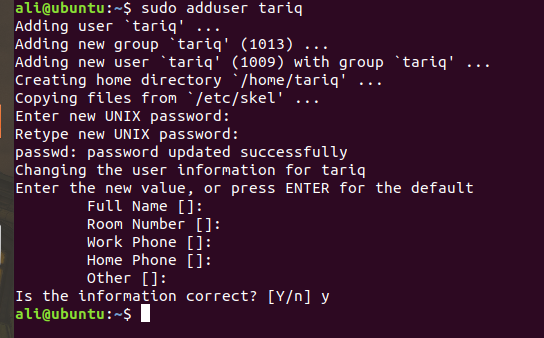 ali@ubuntu:~$ sudo adduser tariq
Adding user `tariq' ...
Adding new group `tariq' (1013) ...
Adding new user `tariq' (1009) with group `tariq' ...
Creating home directory `/home/tariq' ...
Copying files from `/etc/skel' ...
Enter new UNIX password:
Retype new UNIX password:
passwd: password updated successfully
Changing the user information for tariq
Enter the new value, or press ENTER for the default
        Full Name []:
        Room Number []:
        Work Phone []:
        Home Phone []:
        Other []:
Is the information correct? [Y/n] y
ali@ubuntu:~$